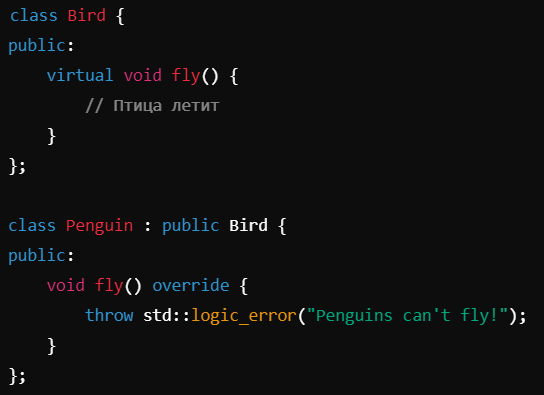 class Bird {
public:
    virtual void fly() {
        // Птица летит
    }
};

class Penguin : public Bird {
public:
    void fly() override {
        throw std::logic_error("Penguins can't fly!");
    }
};